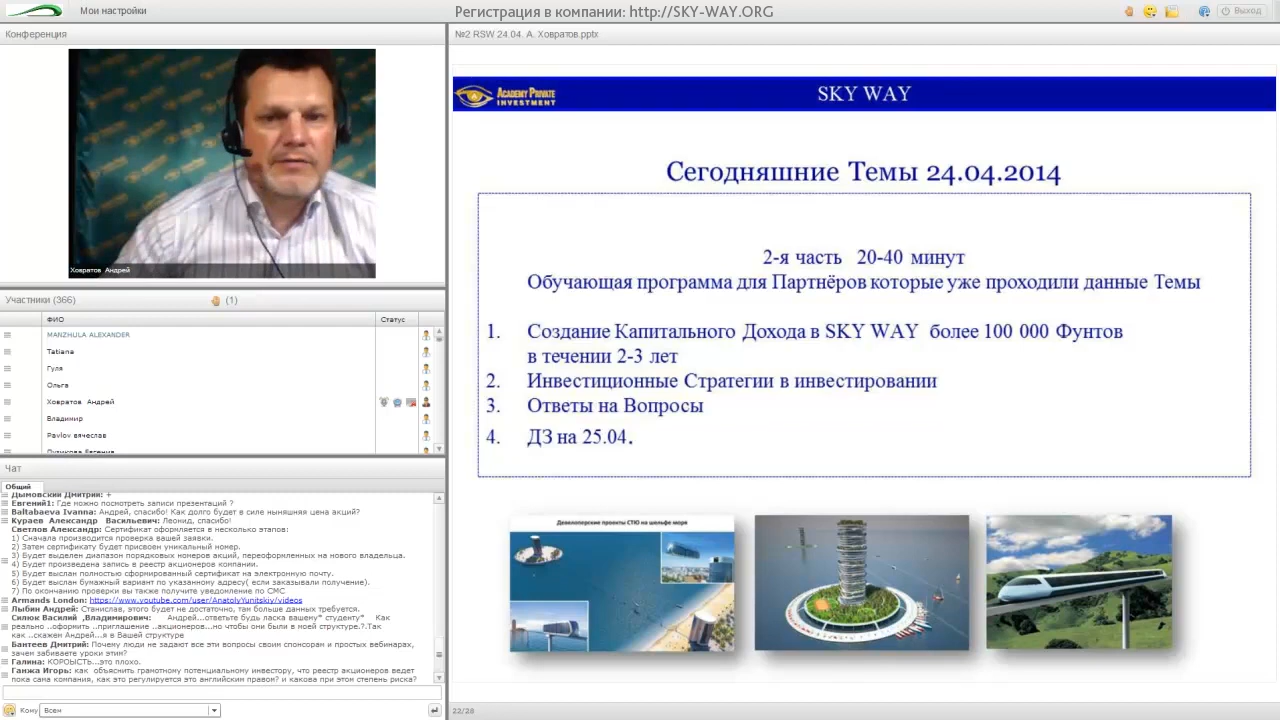 Мои настройки
Регистрация в компании: http://SKY-WAY.ORG
Выход
Конференция
Ховратов Андрей
Участники (366)
(1)
ФИО
Статус
MANZHULA ALEXANDER
Tatiana
Гуля
Ольга
Ховратов Андрей
Владимир
Pavlov вячеслав
Пузикова Евгения
Чат
Общий
Дымовский Дмитрий: +
Евгений1: Где можно посмотреть записи презентаций ?
Baltabaeva Ivanna: Андрей, спасибо! Как долго будет в силе ныняшняя цена акций?
Кураев Александр Васильевич: Леонид, спасибо!
Светлов Александр: Сертификат оформляется в несколько этапов:
1) Сначала производится проверка вашей заявки.
2) Затем сертификату будет присвоен уникальный номер.
3) Будет выделен диапазон порядковых номеров акций, переоформленных на нового владельца.
4) Будет произведена запись в реестр акционеров компании.
5) Будет выслан полностью сформированный сертификат на электронную почту.
6) Будет выслан бумажный вариант по указанному адресу( если заказывали получение).
7) По окончанию проверки вы также получите уведомление по СМС
Armands London: https://www.youtube.com/user/AnatolyYunitskiy/videos
Лыбин Андрей: Станислав, этого будет не достаточно, там больше данных требуется.
Силюк Василий ,Владимирович: Андрей...ответьте будь ласка вашему" студенту" Как
реально ..оформить ..приглашение ..акционеров...но чтобы они были в моей структуре.?.Так
как ..скажем Андрей...я в Вашей структуре
Бантеев Дмитрий: Почему люди не задают все эти вопросы своим спонсорам и простых вебинарах,
зачем забиваете уроки этим?
Галина: КОРОЫСТЬ...это плохо.
Ганжа Игорь: как объяснить грамотному потенциальному инвестору, что реестр акционеров ведет
пока сама компания, как это регулируется это английским правом? и какова при этом степень риска?
Кому
Всем
№2 RSW 24.04. А. Ховратов.pptx
ACADEMY PRIVATE
INVESTMENT
SKY WAY
Сегодняшние Темы 24.04.2014
2-я часть 20-40 минут
Обучающая программа для Партнёров которые уже проходили данные Темы
1. Создание Капитального Дохода в SKY WAY более 100 000 Фунтов
в течении 2-3 лет
2. Инвестиционные Стратегии в инвестировании
3. Ответы на Вопросы
4. ДЗ на 25.04.
Девелоперские проекты СТЮ на шельфе моря
22/28